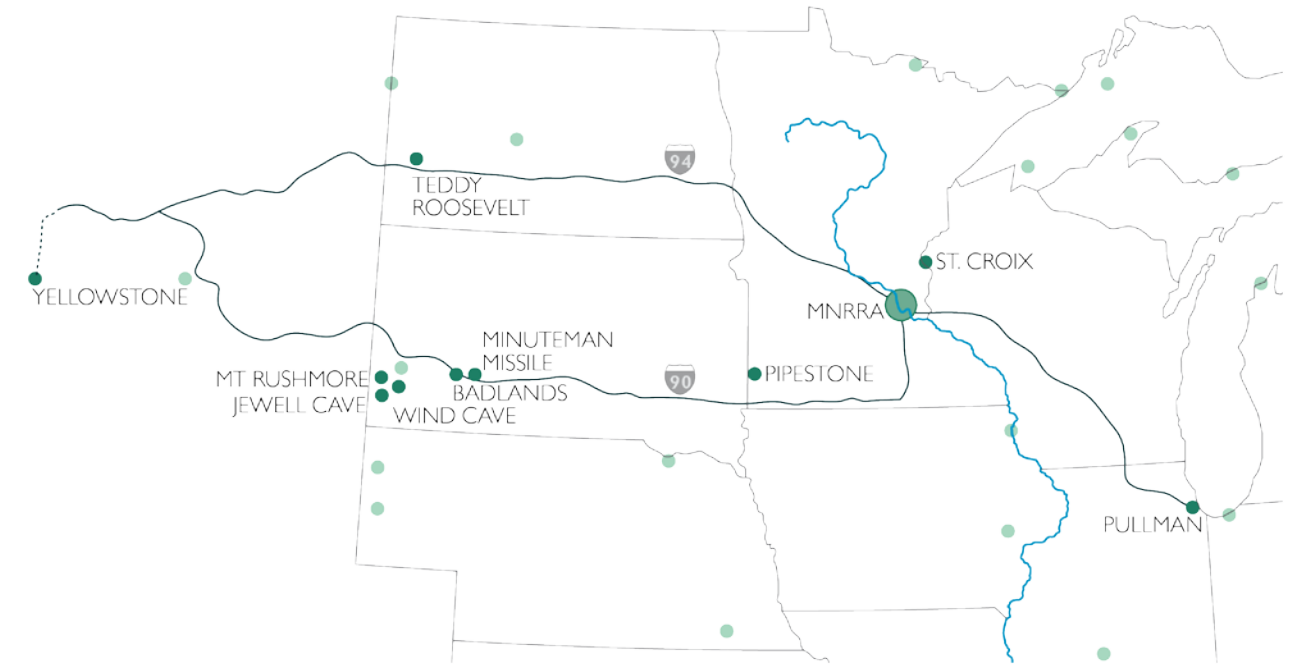 94
TEDDY
ROOSEVELT
ST. CROIX
YELLOWSTONE
MNRRA
MINUTEMAN
MISSILE
MT RUSHMORE
90
PIPESTONE
BADLANDS
JEWELL CAVE
WIND CAVE
PULLMAN